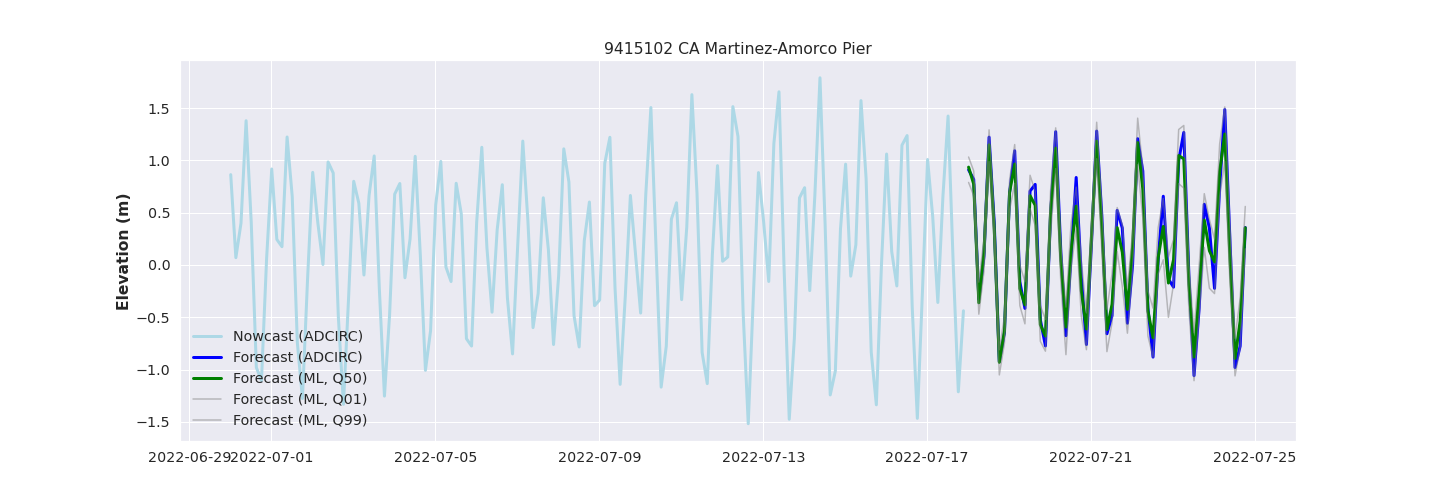 9415102 CA Martinez-Amorco Pier
Elevation (m)
1.5
1.0
0.5
0.0
−0.5
−1.0
−1.5
Nowcast (ADCIRC)
Forecast (ADCIRC)
Forecast (ML, Q50)
Forecast (ML, Q01)
Forecast (ML, Q99)
2022-06-29 2022-07-01 2022-07-05 2022-07-09 2022-07-13 2022-07-17 2022-07-21 2022-07-25